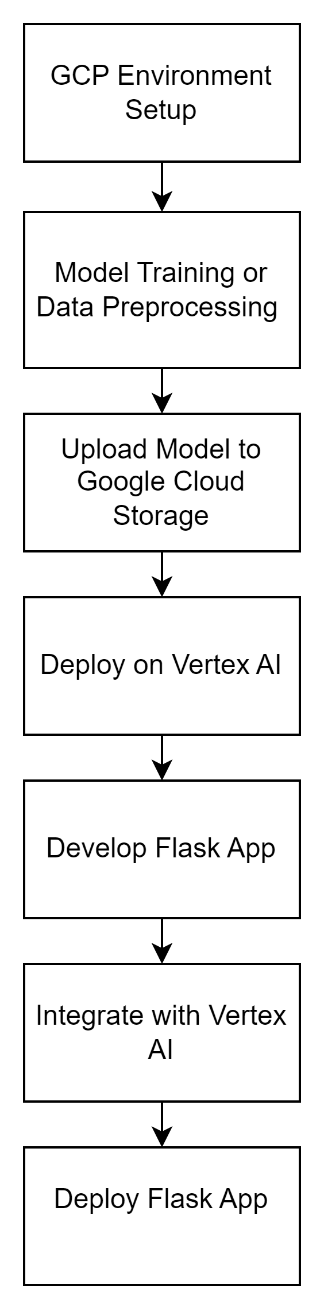 GCP Environment
Setup
Model Training or
Data Preprocessing
Upload Model to
Google Cloud
Storage
Deploy on Vertex AI
Develop Flask App
Integrate with Vertex
AI
Deploy Flask App